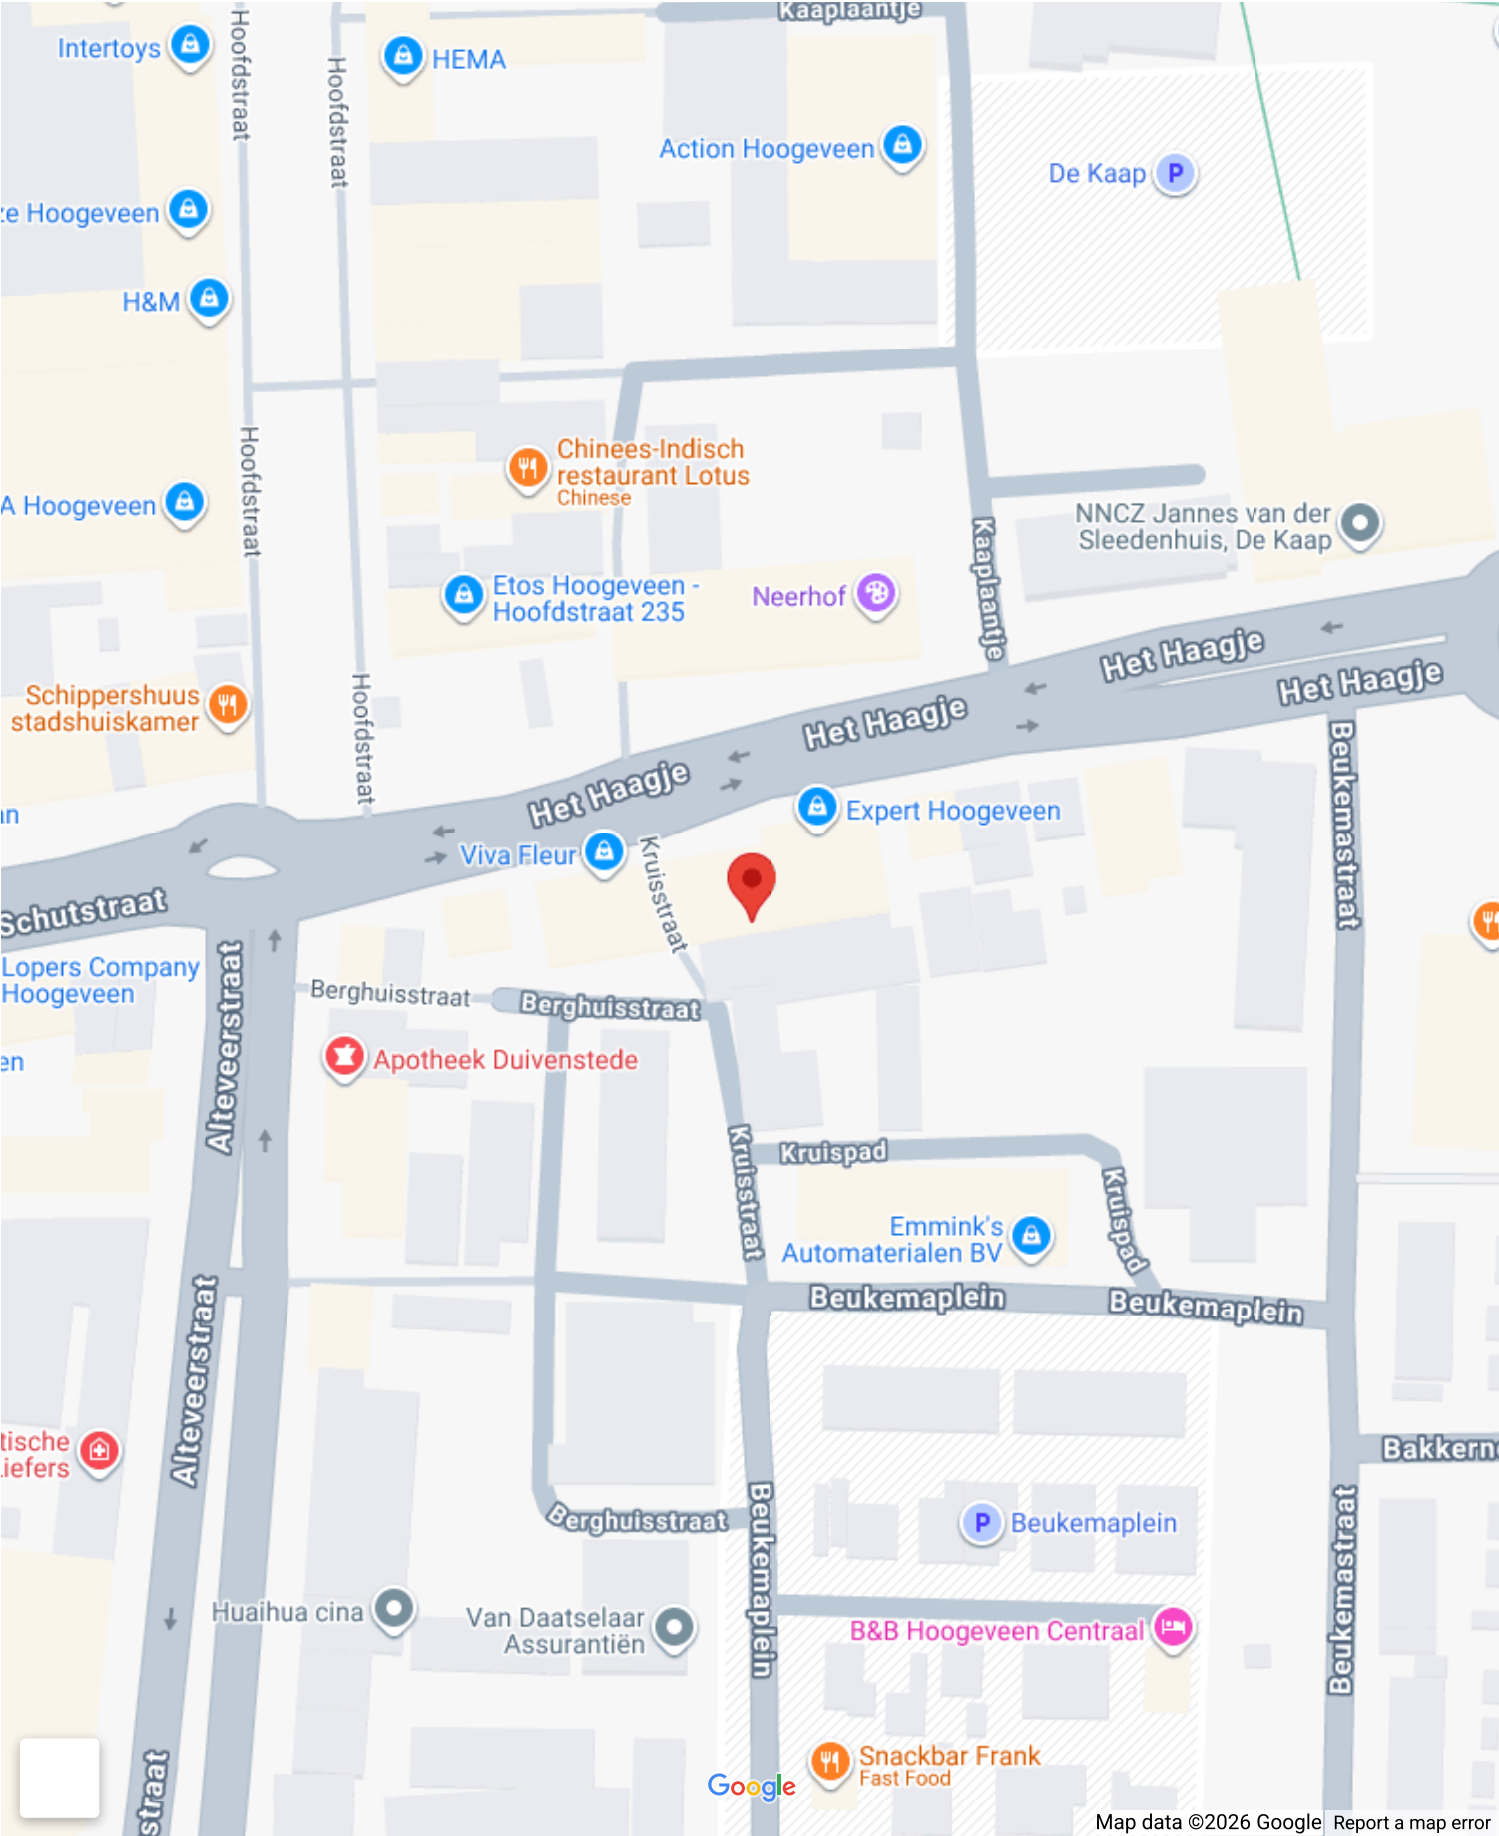 Kaaplaantje
Intertoys
Hoofdstraat
Hoofdstraat
HEMA
Action Hoogeveen
De Kaap
P
ze Hoogeveen
H&M
Chinees-Indisch
restaurant Lotus
Chinese
Hoofdstraat
A Hoogeveen
NNCZ Jannes van der
Sleedenhuis, De Kaap
Kaaplaantje
Etos Hoogeveen -
Hoofdstraat 235
Neerhof
Het Haagje
Het Haagje
Schippershuus
stadshuiskamer
Hoofdstraat
Het Haagje
Het Haagje
Beukemastraat
an
Expert Hoogeveen
Viva Fleur
Kruisstraat
Schutstraat
Lopers Company
Hoogeveen
Alteveerstraat
Berghuisstraat
Berghuisstraat
en
Apotheek Duivenstede
Kruispad
Kruisstraat
Kruispad
Emmink's
Automaterialen BV
Beukemaplein
Beukemaplein
Alteveerstraat
tische
Liefers
Bakkern
Berghuisstraat
Beukemaplein
P
Beukemaplein
Beukemastraat
Huaihua cina
Van Daatselaar
Assurantiën
B&B Hoogeveen Centraal
straat
Snackbar Frank
Fast Food
Google
Map data ©2026 Google
Report a map error